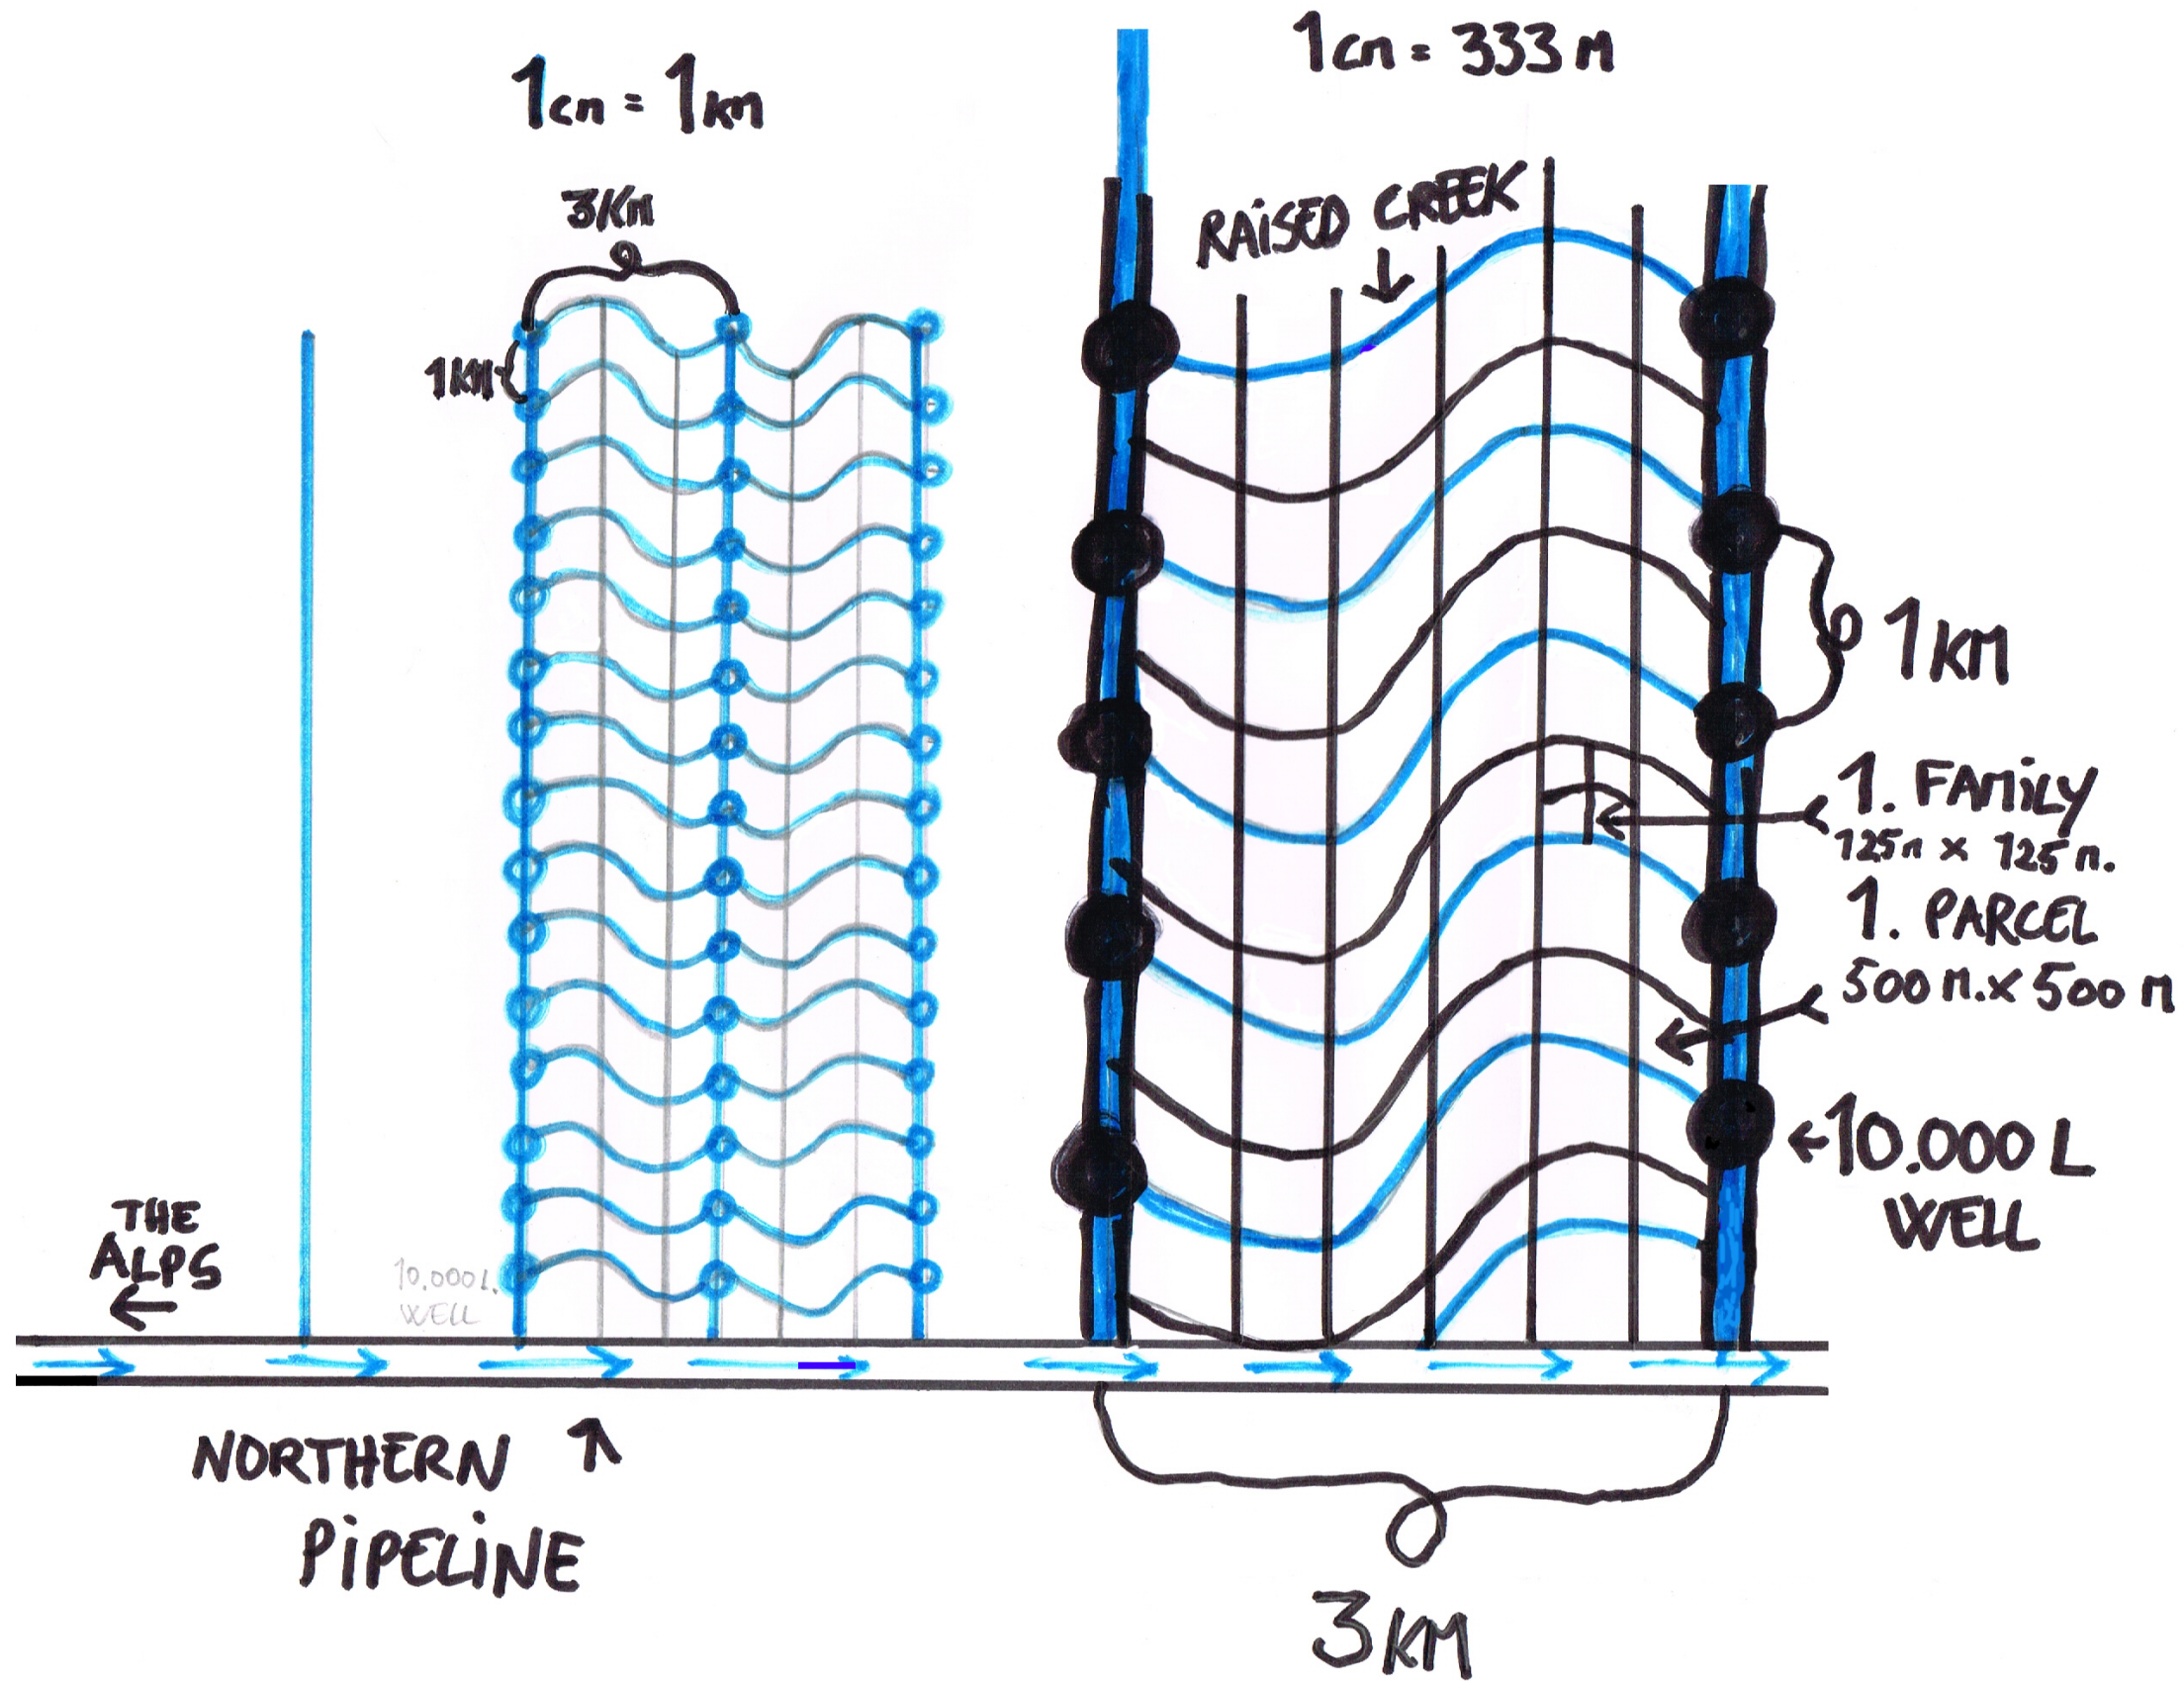 1cm = 1km
1cm = 333 m
3Km
RAiSED CREEK
1KM
1KM
1. FAMiLY
125m x 125 m.
1. PARCEL
500 M. x 500 M
←10.000 L
WELL
THE
ALPS
←
10.000 L.
WELL
NORTHERN ↑
PiPELiNE
3KM